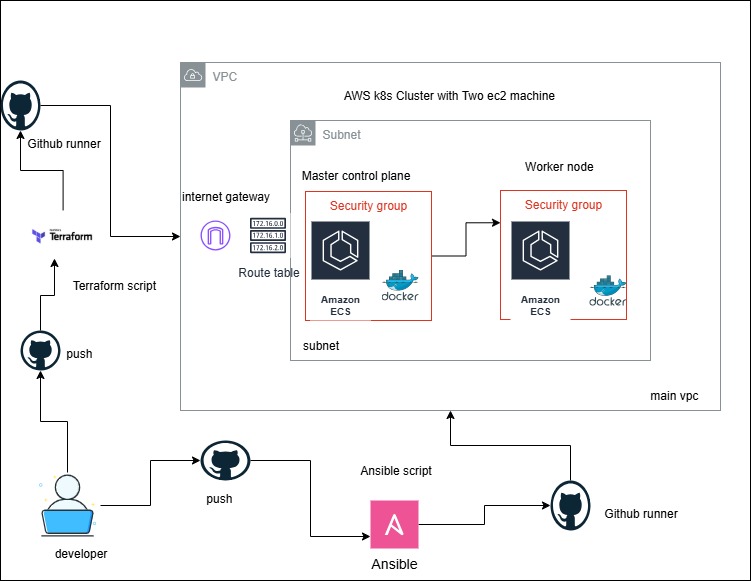 VPC
AWS k8s Cluster with Two ec2 machine
Subnet
Github runner
Master control plane
Worker node
internet gateway
Security group
Security group
172.16.0.0
172.16.1.0
172.16.2.0
Terraform
Route table
Terraform script
Amazon
ECS
docker
Amazon
ECS
docker
subnet
push
main vpc
Ansible script
push
Github runner
developer
Ansible